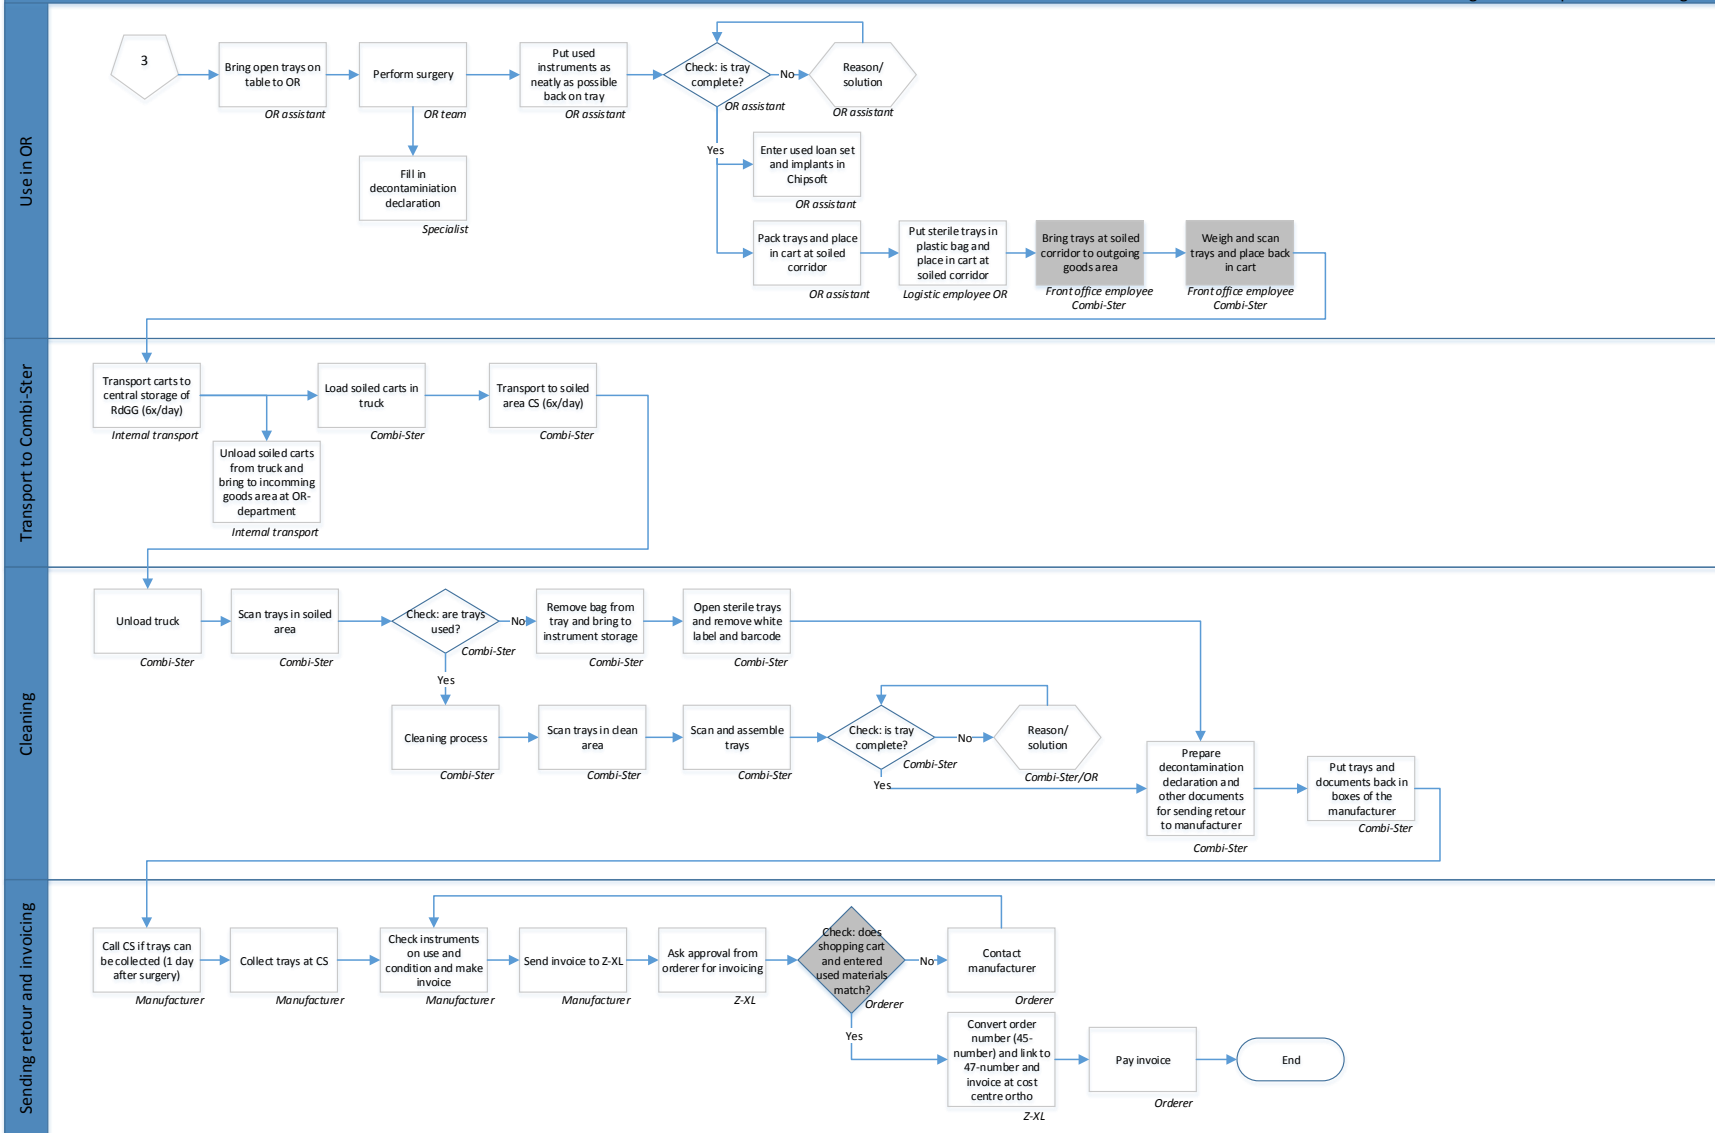 Use in OR
3
Bring open trays on
table to OR
OR assistant
Perform surgery
OR team
Put used
instruments as
neatly as possible
back on tray
OR assistant
Check: is tray
complete?
OR assistant
No
Reason/
solution
OR assistant
Fill in
decontaminiation
declaration
Specialist
Yes
Enter used loan set
and implants in
Chipsoft
OR assistant
Pack trays and place
in cart at soiled
corridor
OR assistant
Put sterile trays in
plastic bag and
place in cart at
soiled corridor
Logistic employee OR
Bring trays at soiled
corridor to outgoing
goods area
Front office employee
Combi-Ster
Weigh and scan
trays and place back
in cart
Front office employee
Combi-Ster
Transport to Combi-Ster
Transport carts to
central storage of
RdGG (6x/day)
Internal transport
Load soiled carts in
truck
Combi-Ster
Transport to soiled
area CS (6x/day)
Combi-Ster
Unload soiled carts
from truck and
bring to incomming
goods area at OR-
department
Internal transport
Cleaning
Unload truck
Combi-Ster
Scan trays in soiled
area
Combi-Ster
Check: are trays
used?
Combi-Ster
No
Remove bag from
tray and bring to
instrument storage
Combi-Ster
Open sterile trays
and remove white
label and barcode
Combi-Ster
Yes
Cleaning process
Combi-Ster
Scan trays in clean
area
Combi-Ster
Scan and assemble
trays
Combi-Ster
Check: is tray
complete?
Combi-Ster
No
Reason/
solution
Combi-Ster/OR
Yes
Prepare
decontamination
declaration and
other documents
for sending retour
to manufacturer
Combi-Ster
Put trays and
documents back in
boxes of the
manufacturer
Combi-Ster
Sending retour and invoicing
Call CS if trays can
be collected (1 day
after surgery)
Manufacturer
Collect trays at CS
Manufacturer
Check instruments
on use and
condition and make
invoice
Manufacturer
Send invoice to Z-XL
Manufacturer
Ask approval from
orderer for invoicing
Z-XL
Check: does
shopping cart
and entered
used materials
match?
Orderer
No
Contact
manufacturer
Orderer
Yes
Convert order
number (45-
number) and link to
47-number and
invoice at cost
centre ortho
Z-XL
Pay invoice
Orderer
End